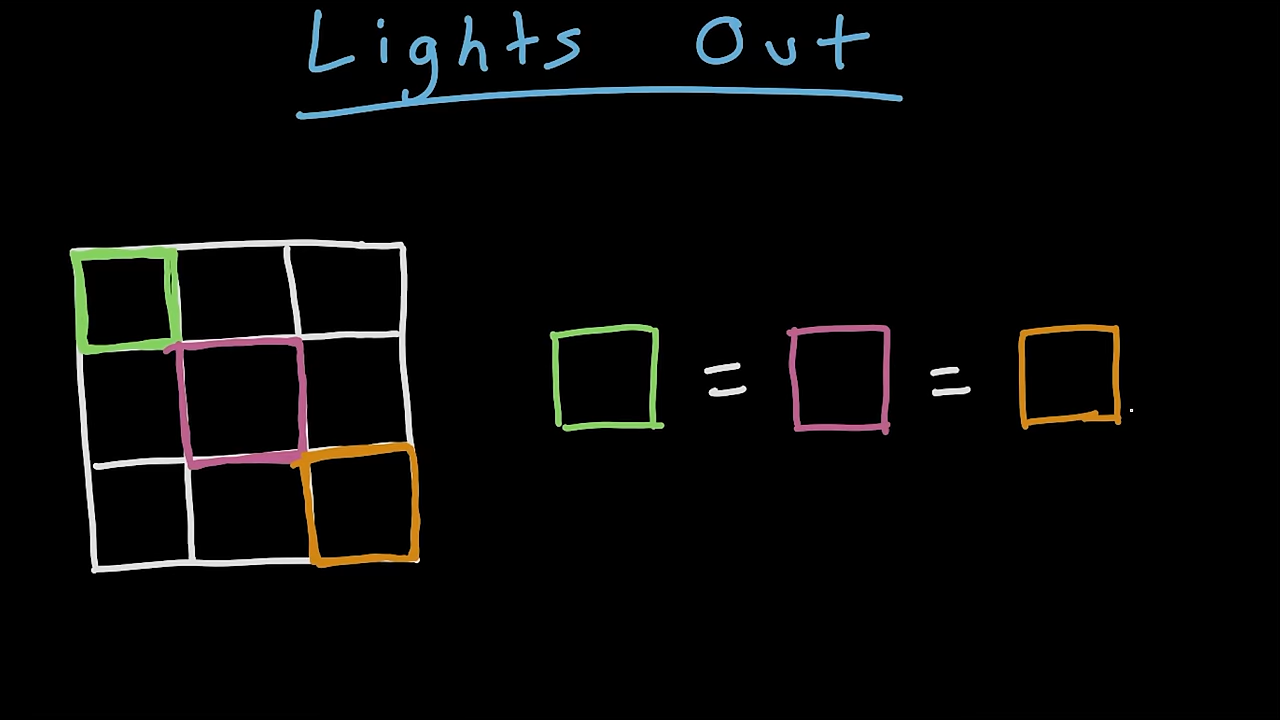 Lights Out
= =